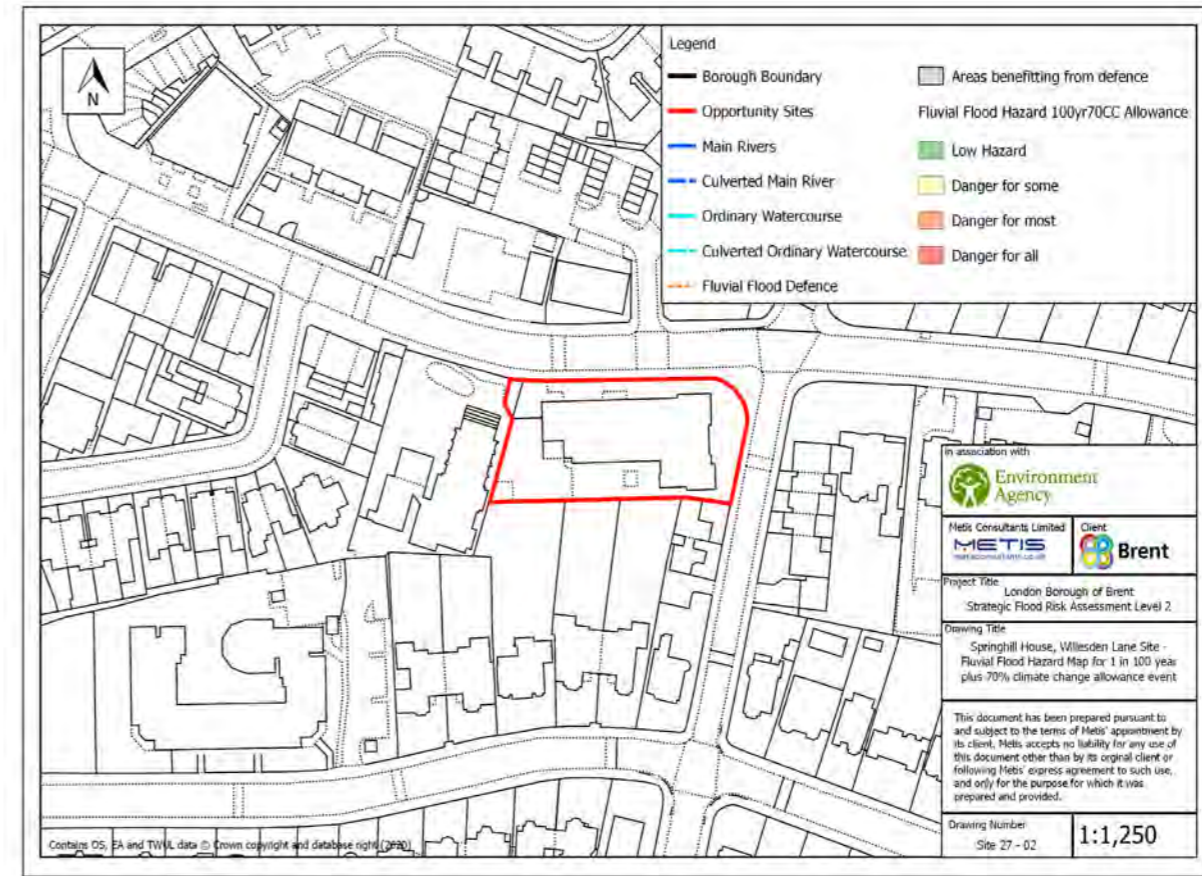 N
Legend
Borough Boundary
Opportunity Sites
Main Rivers
Culverted Main River
Ordinary Watercourse
Culverted Ordinary Watercourse
Fluvial Flood Defence
Areas benefitting from defence
Fluvial Flood Hazard 100yr70CC Allowance
Low Hazard
Danger for some
Danger for most
Danger for all
in association with
Environment
Agency
Metis Consultants Limited
METIS
metisconsultants.co.uk
Client
Brent
Project Title
London Borough of Brent
Strategic Flood Risk Assessment Level 2
Drawing Title
Springhill House, Willesden Lane Site -
Fluvial Flood Hazard Map for 1 in 100 year
plus 70% climate change allowance event
This document has been prepared pursuant to
and subject to the terms of Metis' appointment by
its client. Metis accepts no liability for any use of
this document other than by its orginal client or
following Metis' express agreement to such use,
and only for the purpose for which it was
prepared and provided.
Drawing Number
Site 27 - 02
1:1,250
Contains OS, EA and TWUL data © Crown copyright and database right (2020)